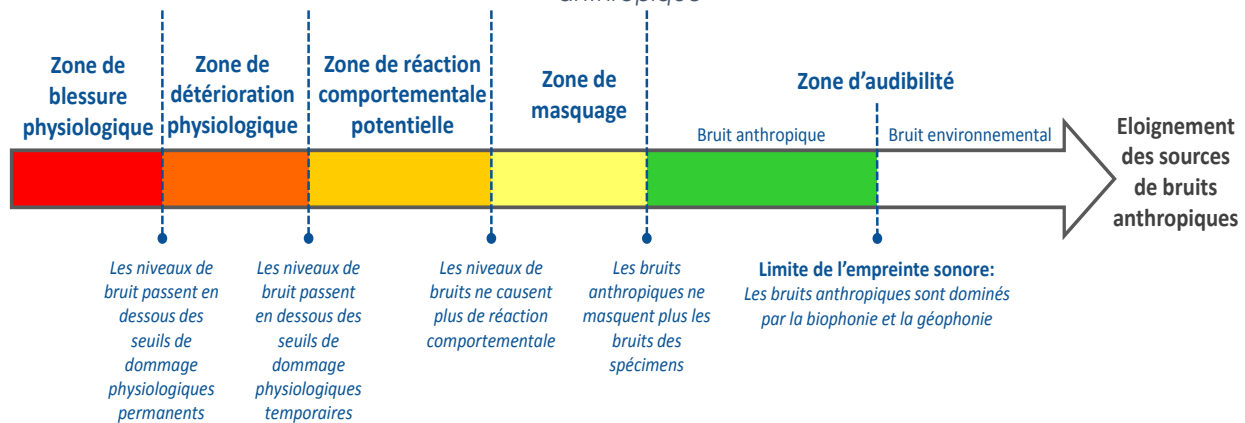 anthropique
Zone de
blessure
physiologique
Zone de
détérioration
physiologique
Zone de réaction
comportementale
potentielle
Zone de
masquage
Zone d’audibilité
Bruit anthropique
Bruit environnemental
Eloignement
des sources
de bruits
anthropiques
Les niveaux de
bruit passent en
dessous des
seuils de
dommage
physiologiques
permanents
Les niveaux de
bruit passent
en dessous des
seuils de
dommage
physiologiques
temporaires
Les niveaux de
bruits ne causent
plus de réaction
comportementale
Les bruits
anthropiques ne
masquent plus les
bruits des
spécimens
Limite de l’empreinte sonore:
Les bruits anthropiques sont dominés
par la biophonie et la géophonie